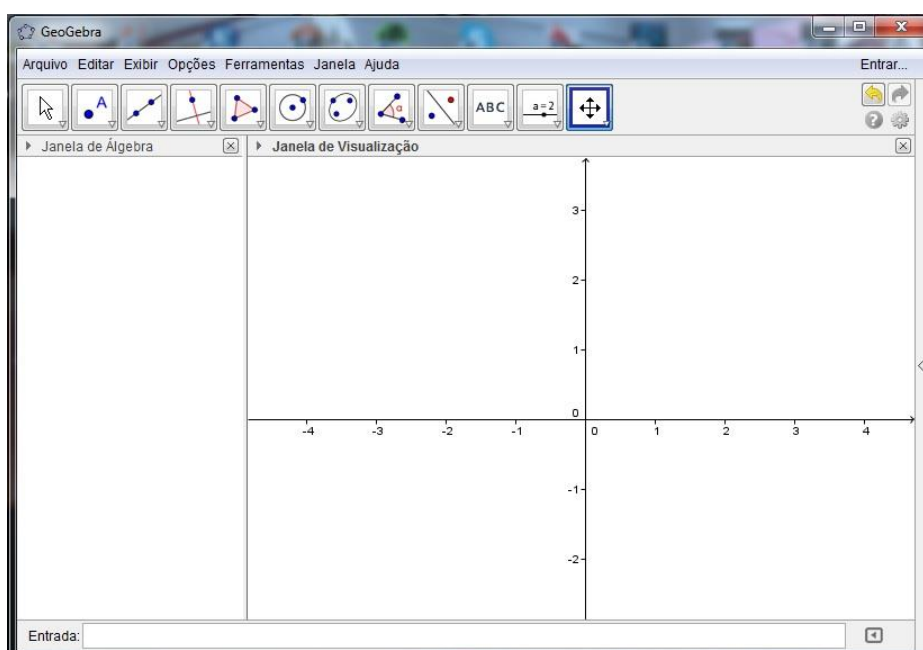 GeoGebra
Arquivo Editar Exibir Opções Ferramentas Janela Ajuda Entrar...
A α ABC a=2
Janela de Álgebra Janela de Visualização
3
2
1
0
-4 -3 -2 -1 0 1 2 3 4
-1
-2
Entrada: